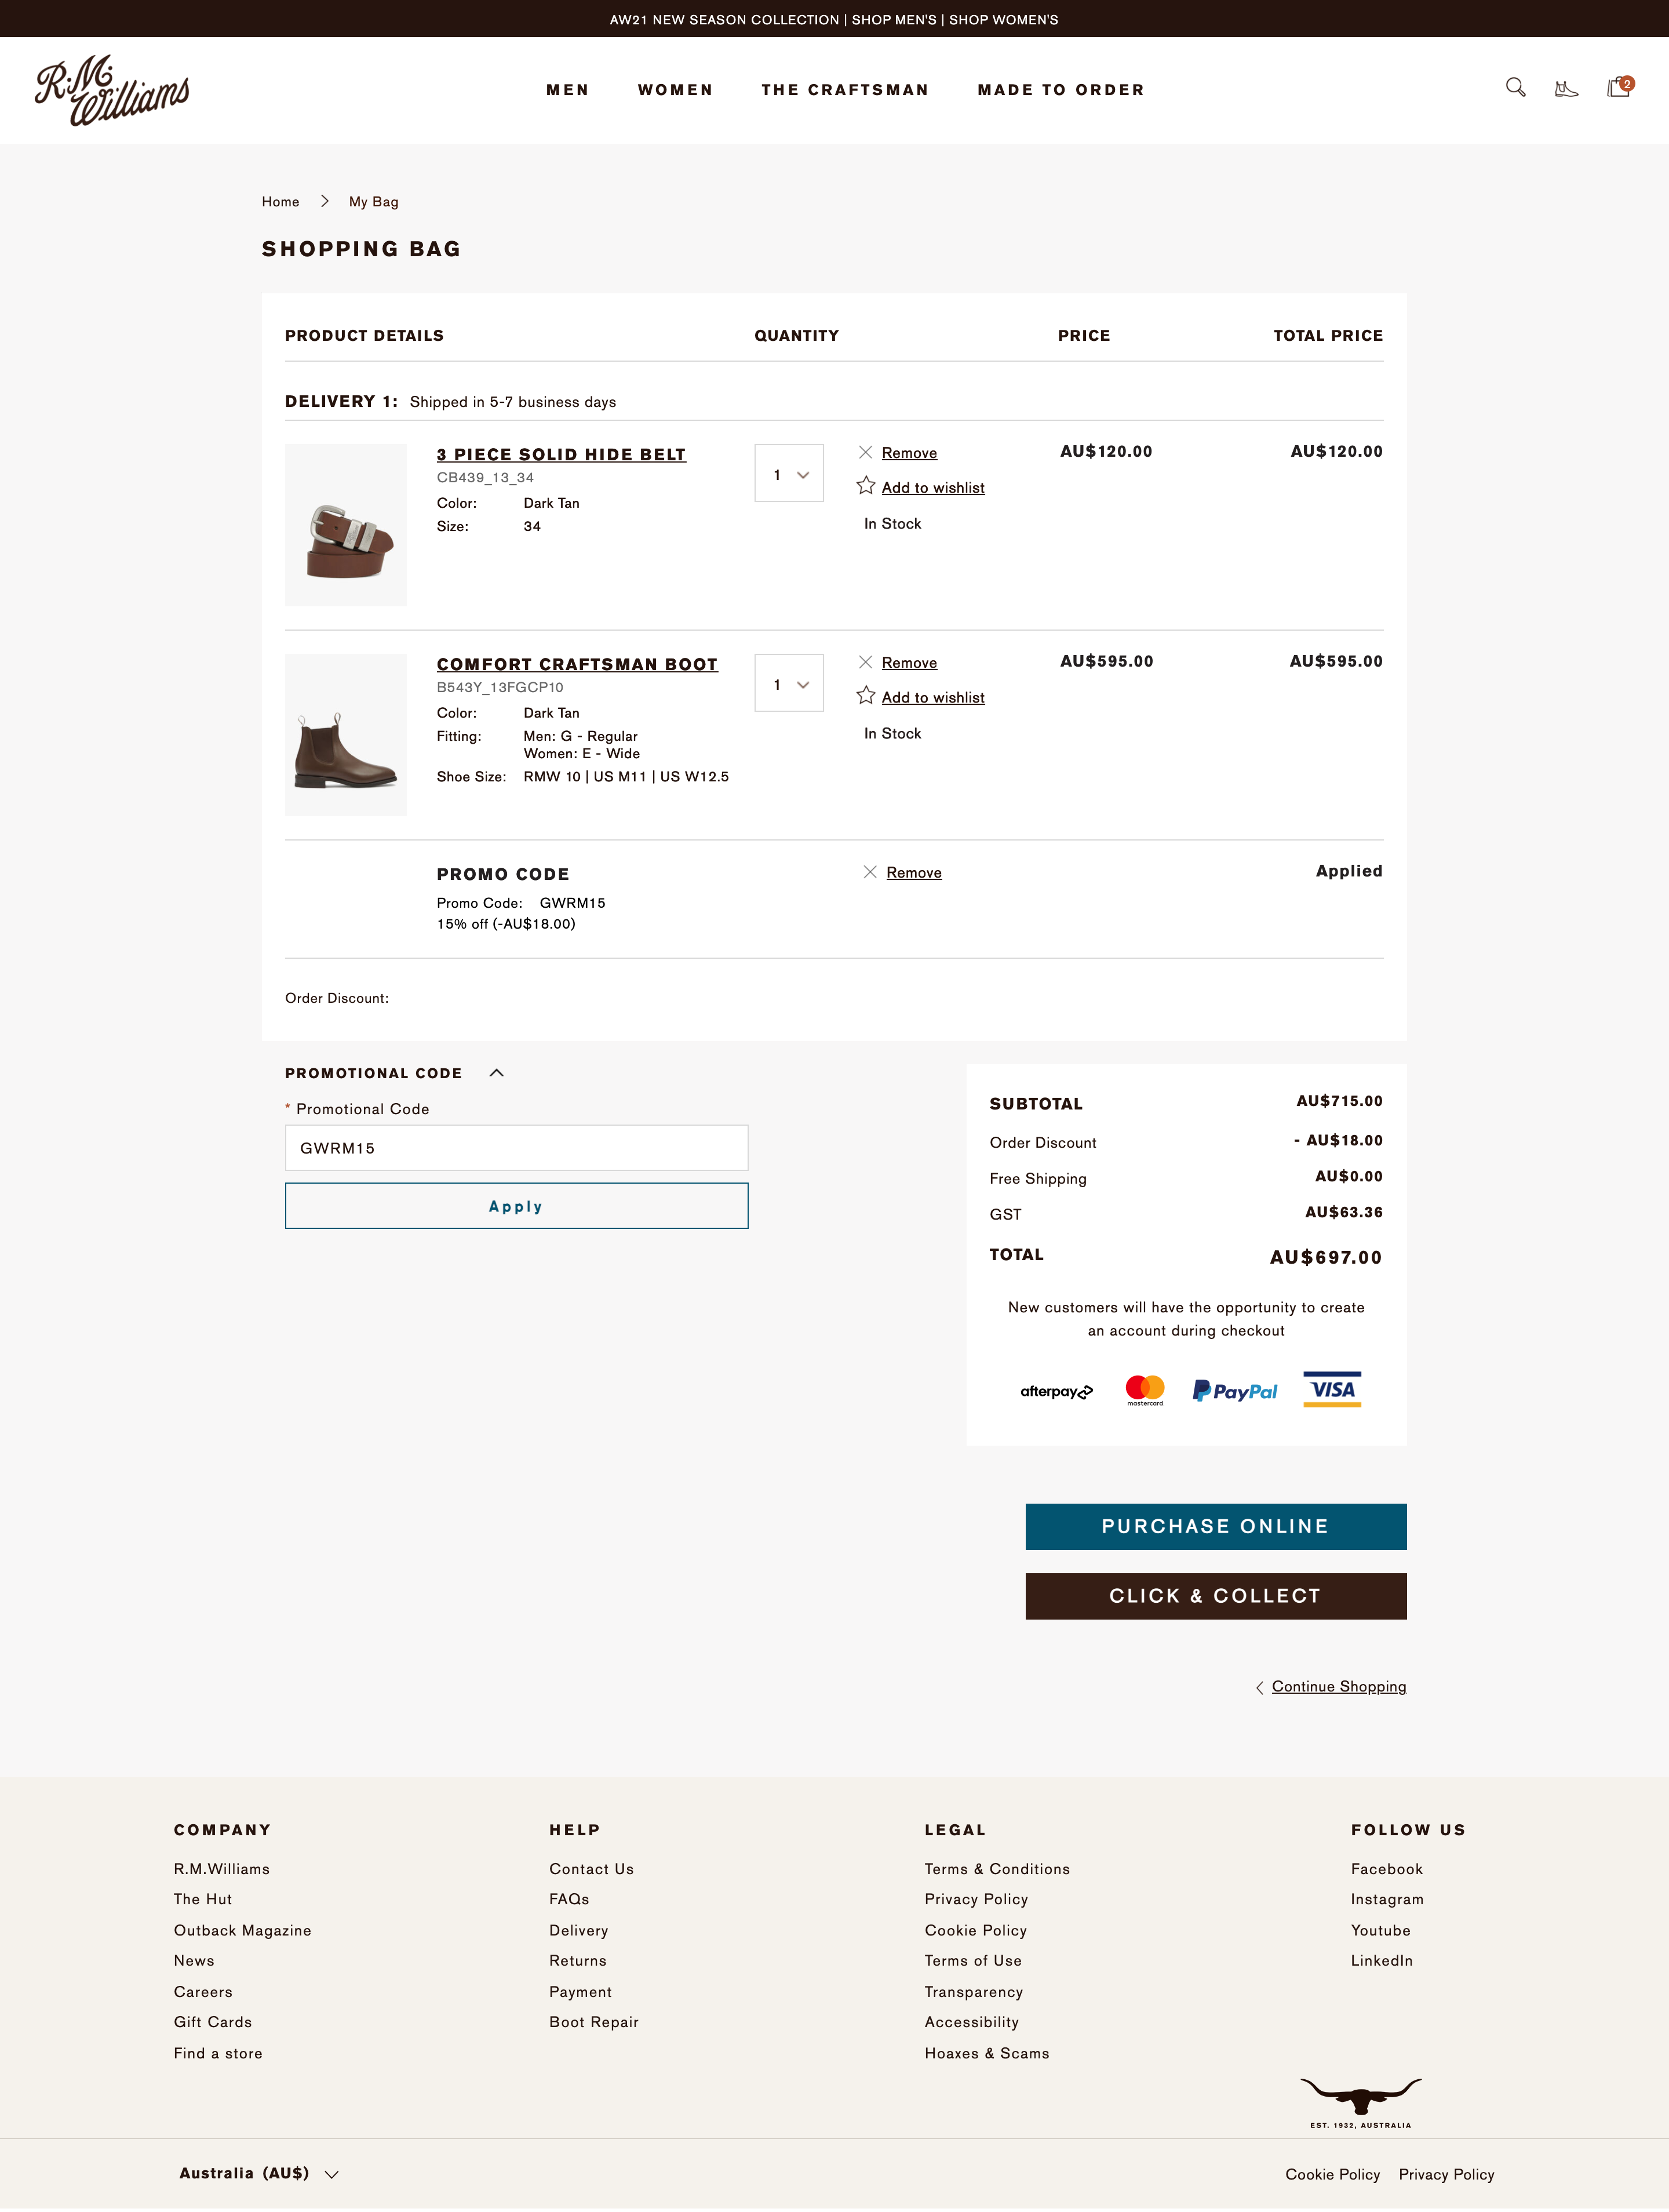 AW21 NEW SEASON COLLECTION | SHOP MEN'S | SHOP WOMEN'S
R.M. Williams
MEN WOMEN THE CRAFTSMAN MADE TO ORDER
2
Home > My Bag
SHOPPING BAG
PRODUCT DETAILS QUANTITY PRICE TOTAL PRICE
DELIVERY 1: Shipped in 5-7 business days
3 PIECE SOLID HIDE BELT 1 Remove AU$120.00 AU$120.00
CB439_13_34
Add to wishlist
Color: Dark Tan
Size: 34 In Stock
COMFORT CRAFTSMAN BOOT 1 Remove AU$595.00 AU$595.00
B543Y_13FGCP10
Add to wishlist
Color: Dark Tan
Fitting: Men: G - Regular In Stock
Women: E - Wide
Shoe Size: RMW 10 | US M11 | US W12.5
PROMO CODE Remove Applied
Promo Code: GWRM15
15% off (-AU$18.00)
Order Discount:
PROMOTIONAL CODE
* Promotional Code
GWRM15
Apply
SUBTOTAL AU$715.00
Order Discount - AU$18.00
Free Shipping AU$0.00
GST AU$63.36
TOTAL AU$697.00
New customers will have the opportunity to create
an account during checkout
afterpay mastercard PayPal VISA
PURCHASE ONLINE
CLICK & COLLECT
Continue Shopping
COMPANY
R.M.Williams
The Hut
Outback Magazine
News
Careers
Gift Cards
Find a store
HELP
Contact Us
FAQs
Delivery
Returns
Payment
Boot Repair
LEGAL
Terms & Conditions
Privacy Policy
Cookie Policy
Terms of Use
Transparency
Accessibility
Hoaxes & Scams
FOLLOW US
Facebook
Instagram
Youtube
LinkedIn
EST. 1932, AUSTRALIA
Australia (AU$)
Cookie Policy Privacy Policy